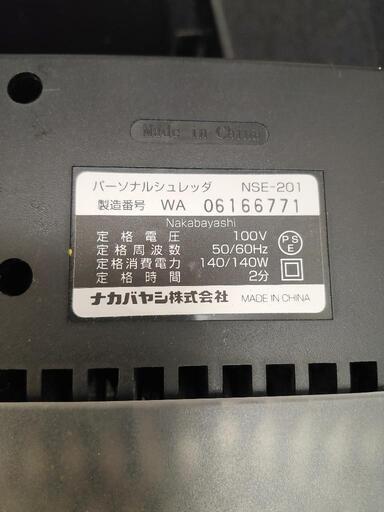 Made in China
パーソナルシュレッダ NSE-201
製造番号 WA 06166771
Nakabayashi
定格電圧 100V
定格周波数 50/60Hz
定格消費電力 140/140W
定格時間 2分
PSE
ナカバヤシ株式会社 MADE IN CHINA